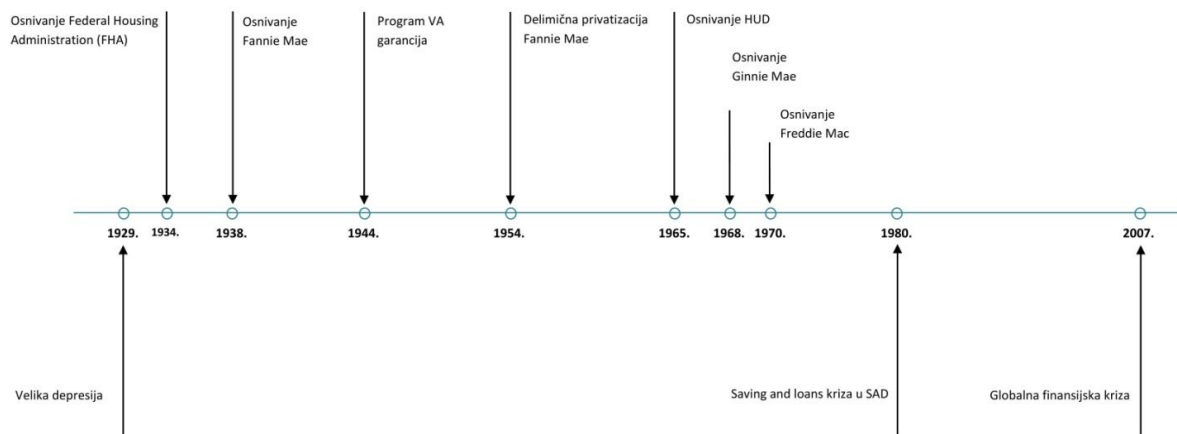 Osnivanje Federal Housing
Administration (FHA)
Osnivanje
Fannie Mae
Program VA
garancija
Delimična privatizacija
Fannie Mae
Osnivanje HUD
Osnivanje
Ginnie Mae
Osnivanje
Freddie Mac
1929.
1934.
1938.
1944.
1954.
1965.
1968.
1970.
1980.
2007.
Velika depresija
Saving and loans kriza u SAD
Globalna finansijska kriza